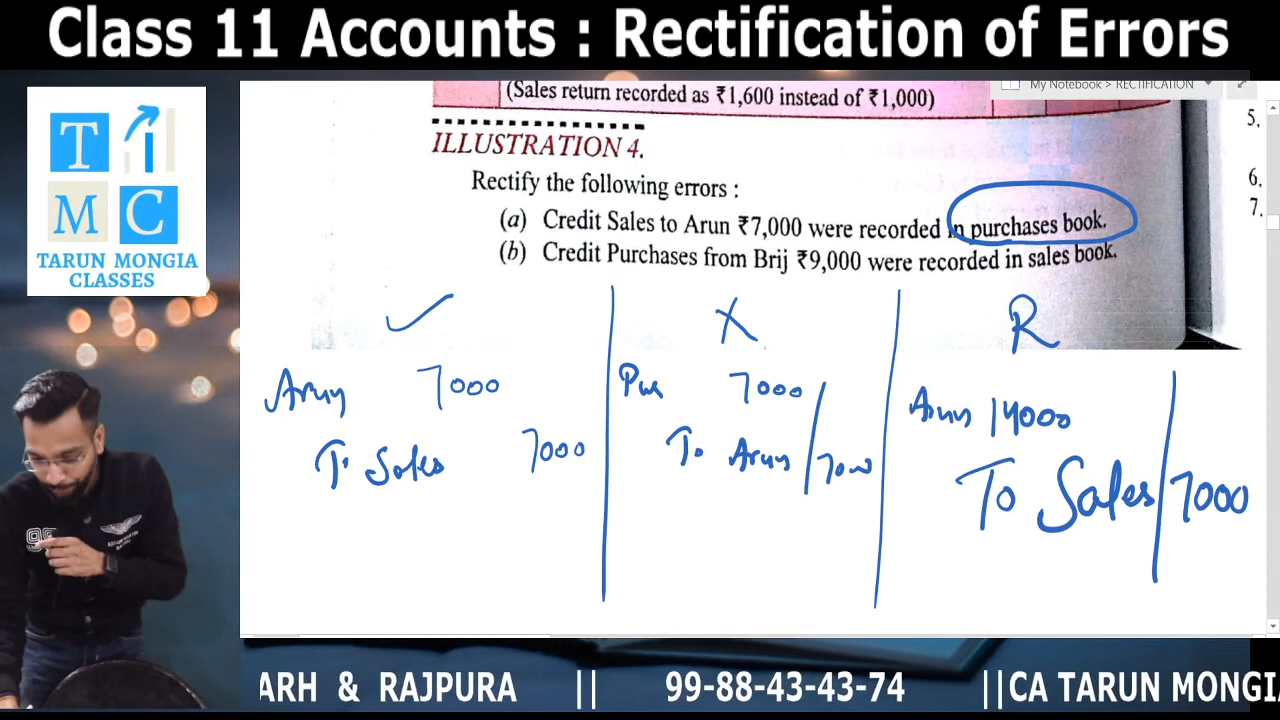 Class 11 Accounts : Rectification of Errors
T
M C
TARUN MONGIA
CLASSES
My Notebook > RECTIFICATION
(Sales return recorded as ₹1,600 instead of ₹1,000)
5.
ILLUSTRATION 4.
Rectify the following errors :
6.
(a) Credit Sales to Arun ₹7,000 were recorded in purchases book.
7.
(b) Credit Purchases from Brij ₹9,000 were recorded in sales book.
✓ X R
Arun 7000
To Sales 7000
Pur 7000
To Arun 7000
Arun 14000
To Sales 7000
ARH & RAJPURA || 99-88-43-43-74 ||CA TARUN MONGIA